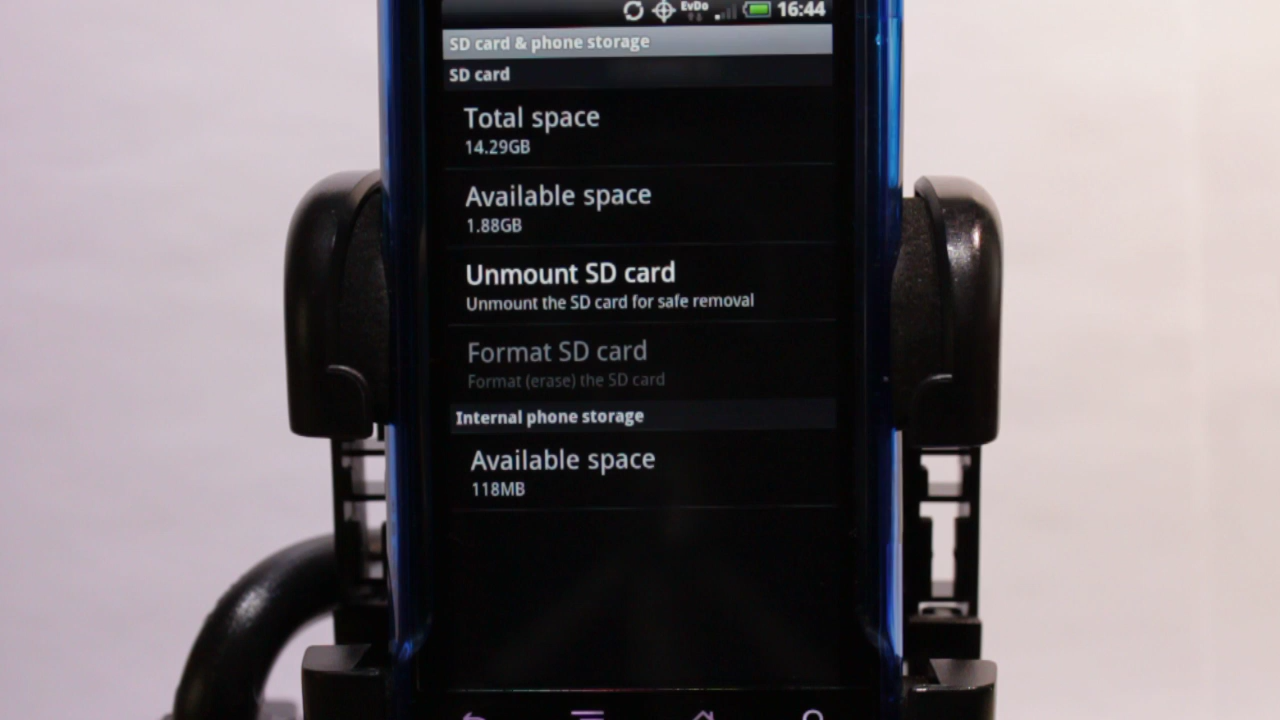 EvDo 16:44
SD card & phone storage
SD card
Total space
14.29GB
Available space
1.88GB
Unmount SD card
Unmount the SD card for safe removal
Format SD card
Format (erase) the SD card
Internal phone storage
Available space
118MB